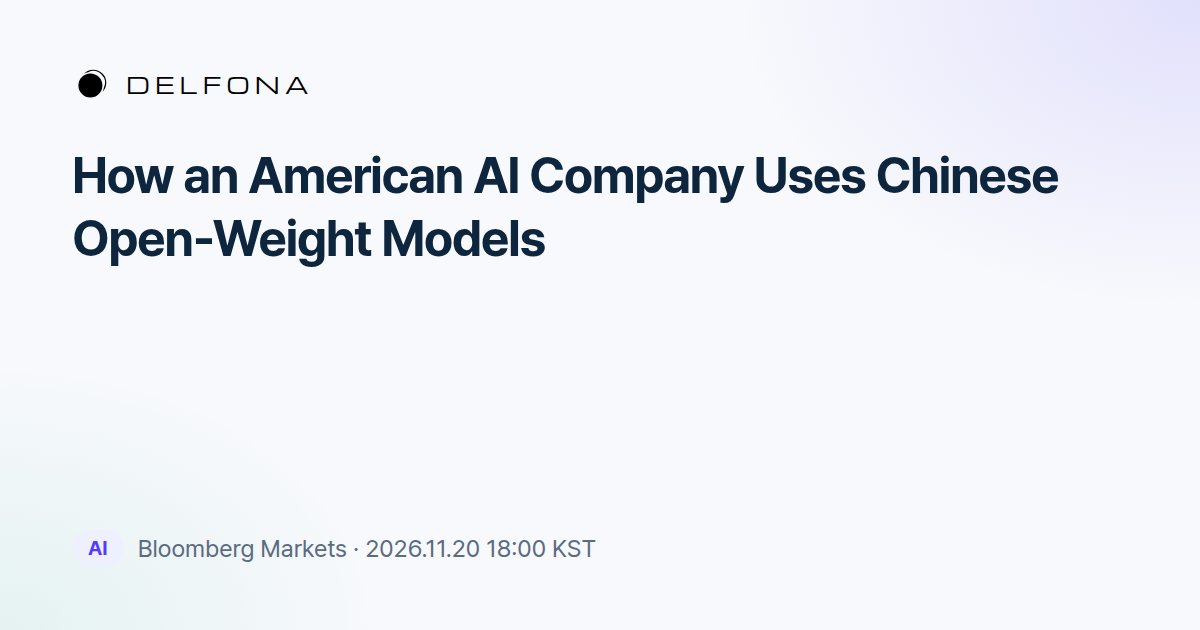 DELFONA
How an American AI Company Uses Chinese
Open-Weight Models
AI Bloomberg Markets · 2026.11.20 18:00 KST